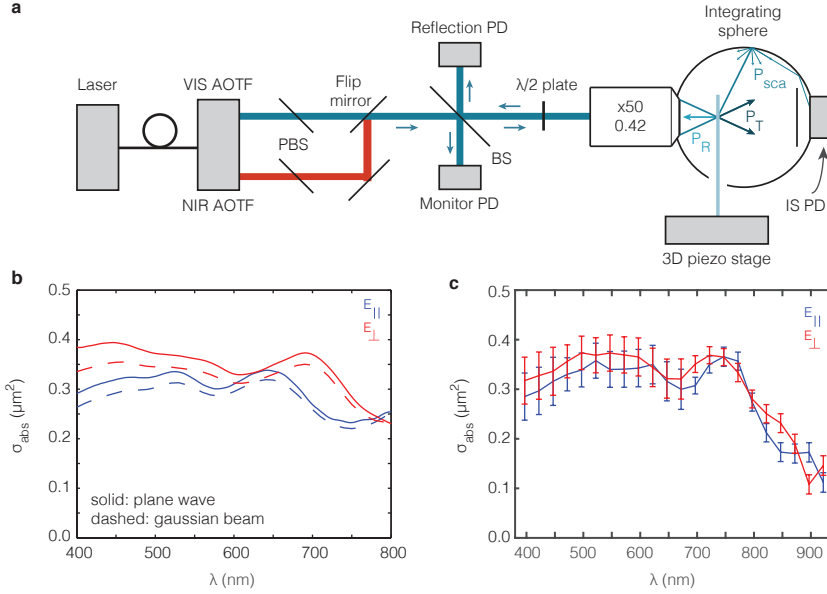 a
Laser
VIS AOTF
NIR AOTF
PBS
Flip
mirror
Reflection PD
Monitor PD
BS
λ/2 plate
x50
0.42
Integrating
sphere
P_sca
P_T
P_R
IS PD
3D piezo stage
b
E_||
E_⊥
σ_abs (μm²)
0.5
0.4
0.3
0.2
0.1
0.0
solid: plane wave
dashed: gaussian beam
400 500 600 700 800
λ (nm)
c
E_||
E_⊥
σ_abs (μm²)
0.5
0.4
0.3
0.2
0.1
0.0
400 500 600 700 800 900
λ (nm)